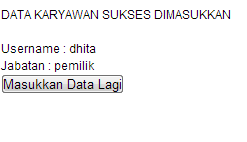 DATA KARYAWAN SUKSES DIMASUKKAN
Username : dhita
Jabatan : pemilik
Masukkan Data Lagi